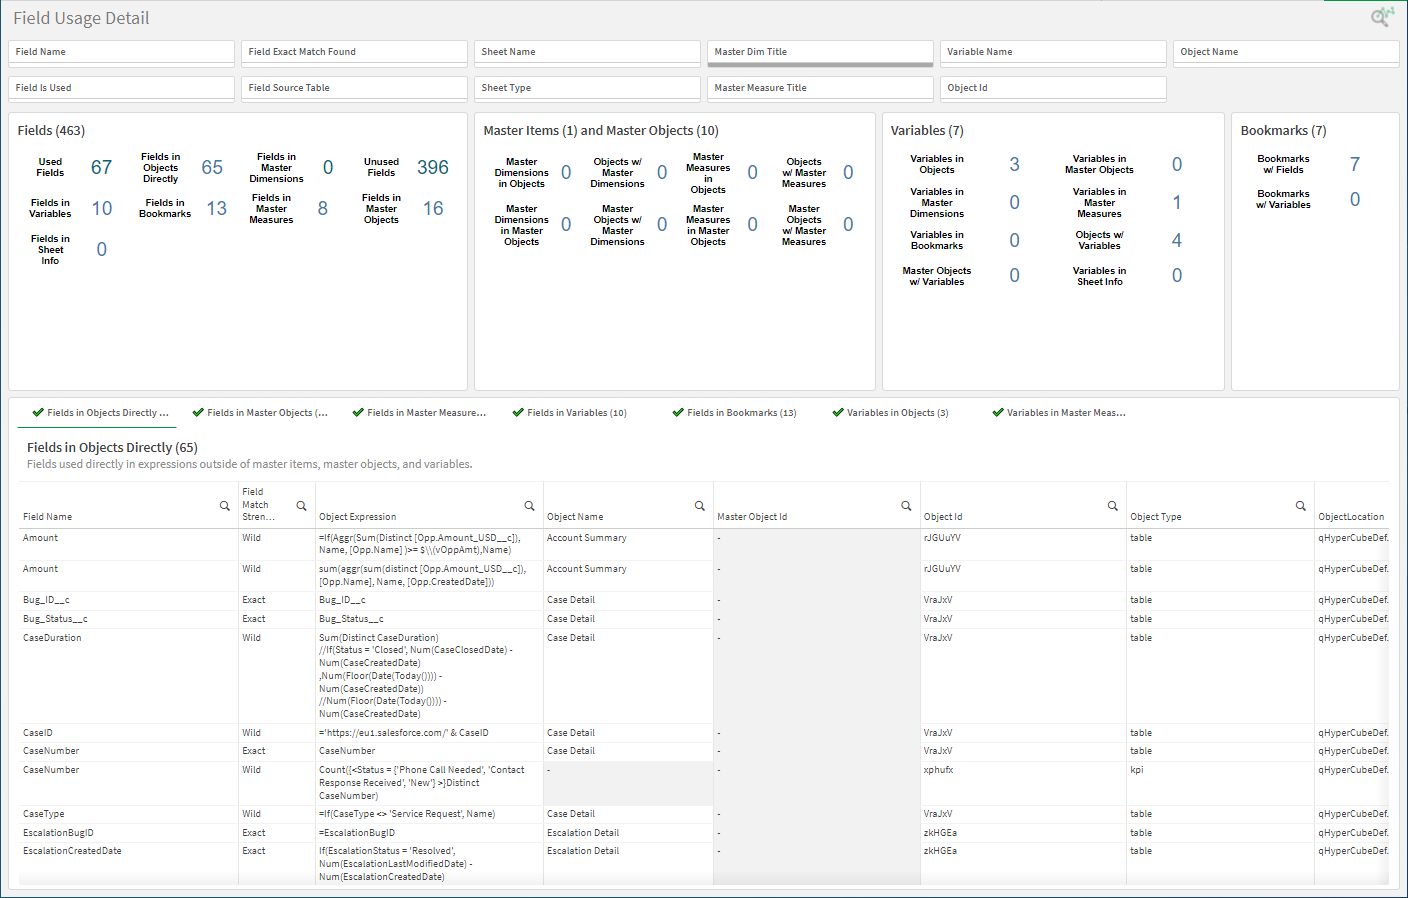 Field Usage Detail
Field Name
Field Exact Match Found
Sheet Name
Master Dim Title
Variable Name
Object Name
Field Is Used
Field Source Table
Sheet Type
Master Measure Title
Object Id
Fields (463)
Used
Fields
67
Fields in
Objects
Directly
65
Fields in
Master
Dimensions
0
Unused
Fields
396
Fields in
Variables
10
Fields in
Bookmarks
13
Fields in
Master
Measures
8
Fields in
Master
Objects
16
Fields in
Sheet
Info
0
Master Items (1) and Master Objects (10)
Master
Dimensions
in Objects
0
Objects w/
Master
Dimensions
0
Master
Measures
in
Objects
0
Objects
w/ Master
Measures
0
Master
Dimensions
in Master
Objects
0
Master
Objects w/
Master
Dimensions
0
Master
Measures
in Master
Objects
0
Master
Objects
w/ Master
Measures
0
Variables (7)
Variables in
Objects
3
Variables in
Master Objects
0
Variables in
Master
Dimensions
0
Variables in
Master
Measures
1
Variables in
Bookmarks
0
Objects w/
Variables
4
Master Objects
w/ Variables
0
Variables in
Sheet Info
0
Bookmarks (7)
Bookmarks
w/ Fields
7
Bookmarks
w/ Variables
0
Fields in Objects Directly ...
Fields in Master Objects (...
Fields in Master Measure...
Fields in Variables (10)
Fields in Bookmarks (13)
Variables in Objects (3)
Variables in Master Meas...
Fields in Objects Directly (65)
Fields used directly in expressions outside of master items, master objects, and variables.
Field Name
Field
Match
Stren...
Object Expression
Object Name
Master Object Id
Object Id
Object Type
ObjectLocation
Amount
Wild
=If(Aggr(Sum(Distinct [Opp.Amount_USD__c]),
Name, [Opp.Name] )>= $\\(vOppAmt),Name)
Account Summary
-
rJGUuYV
table
qHyperCubeDef.
Amount
Wild
sum(aggr(sum(distinct [Opp.Amount_USD__c]),
[Opp.Name], Name, [Opp.CreatedDate]))
Account Summary
-
rJGUuYV
table
qHyperCubeDef.
Bug_ID__c
Exact
Bug_ID__c
Case Detail
-
VraJxV
table
qHyperCubeDef.
Bug_Status__c
Exact
Bug_Status__c
Case Detail
-
VraJxV
table
qHyperCubeDef.
CaseDuration
Wild
Sum(Distinct CaseDuration)
//If(Status = 'Closed', Num(CaseClosedDate) -
Num(CaseCreatedDate)
,Num(Floor(Date(Today()))) -
Num(CaseCreatedDate))
//Num(Floor(Date(Today()))) -
Num(CaseCreatedDate)
Case Detail
-
VraJxV
table
qHyperCubeDef.
CaseID
Wild
='https://eu1.salesforce.com/' & CaseID
Case Detail
-
VraJxV
table
qHyperCubeDef.
CaseNumber
Exact
CaseNumber
Case Detail
-
VraJxV
table
qHyperCubeDef.
CaseNumber
Wild
Count({<Status = {'Phone Call Needed', 'Contact
Response Received', 'New'} >}Distinct
CaseNumber)
-
-
xphufx
kpi
qHyperCubeDef.
CaseType
Wild
=If(CaseType <> 'Service Request', Name)
Case Detail
-
VraJxV
table
qHyperCubeDef.
EscalationBugID
Exact
=EscalationBugID
Escalation Detail
-
zkHGEa
table
qHyperCubeDef.
EscalationCreatedDate
Exact
If(EscalationStatus = 'Resolved',
Num(EscalationLastModifiedDate) -
Num(EscalationCreatedDate)
Escalation Detail
-
zkHGEa
table
qHyperCubeDef.